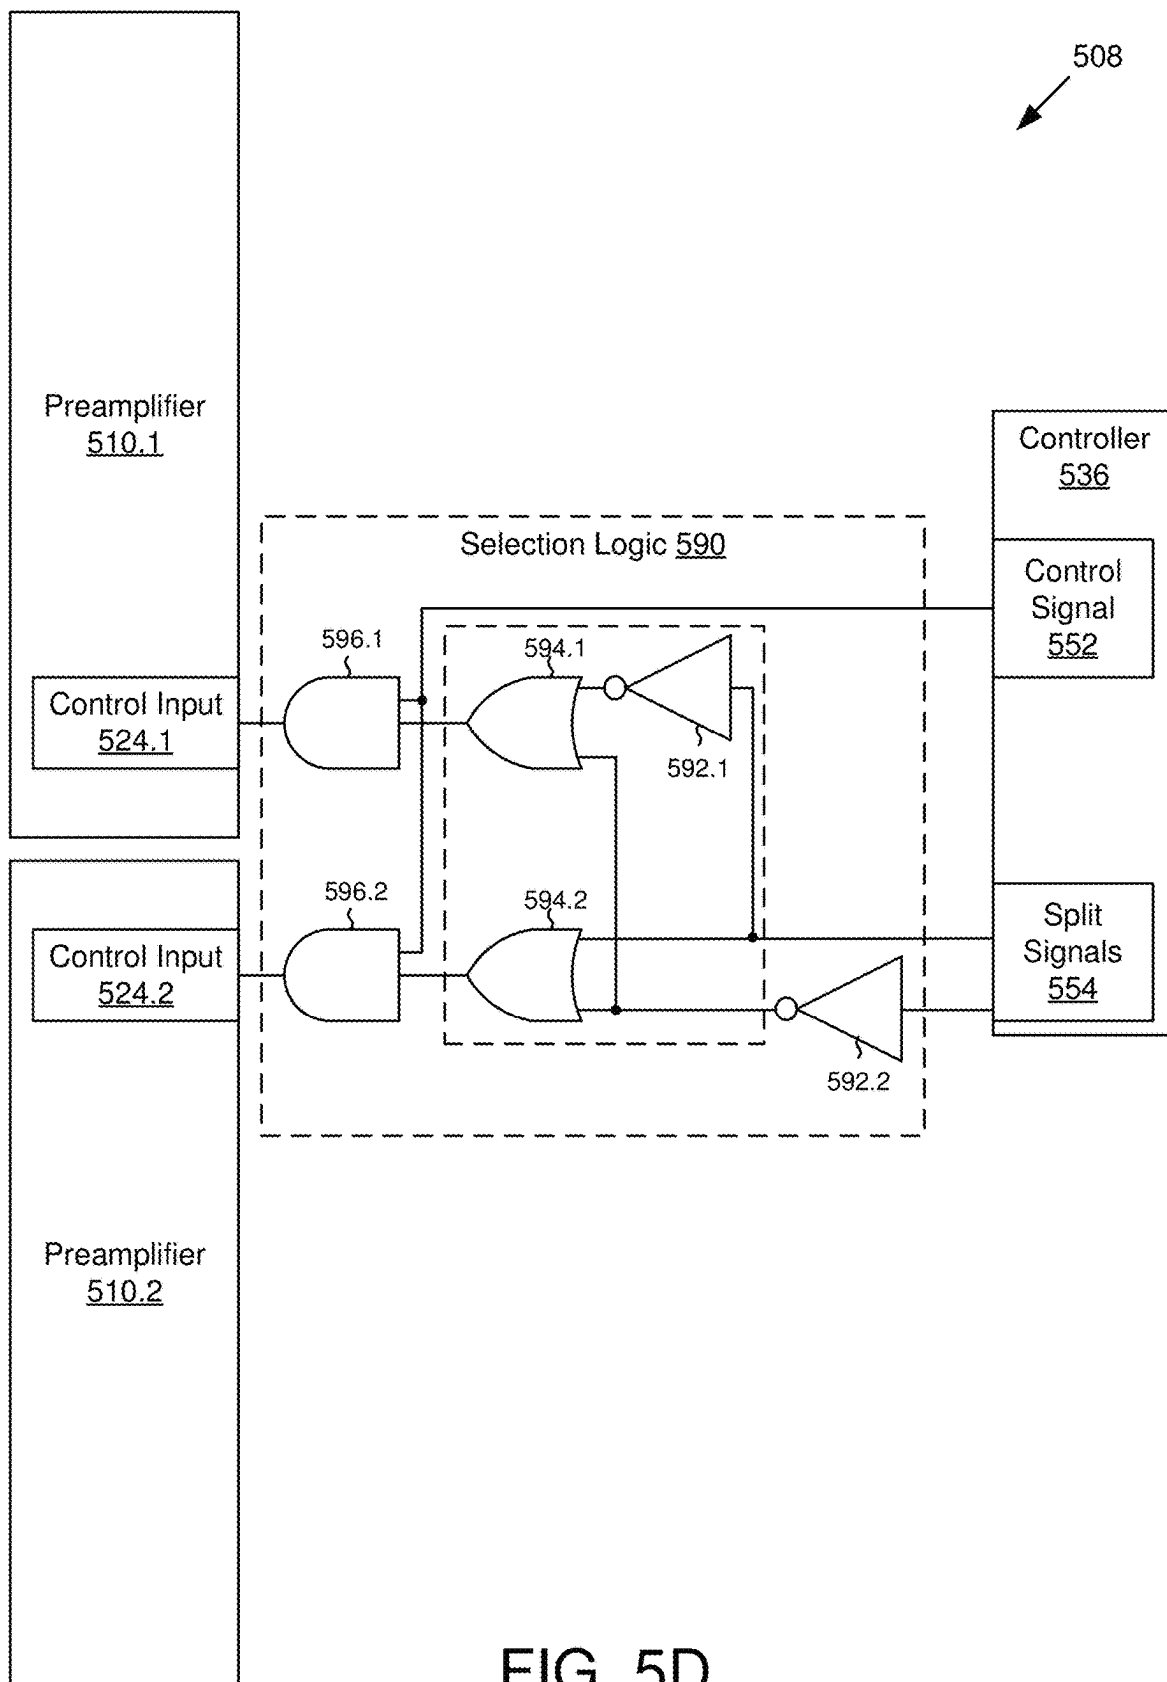 508
Preamplifier
510.1
Controller
536
Selection Logic 590
Control
Signal
552
596.1
594.1
Control Input
524.1
592.1
596.2
594.2
Split
Signals
554
Control Input
524.2
592.2
Preamplifier
510.2
FIG. 5D